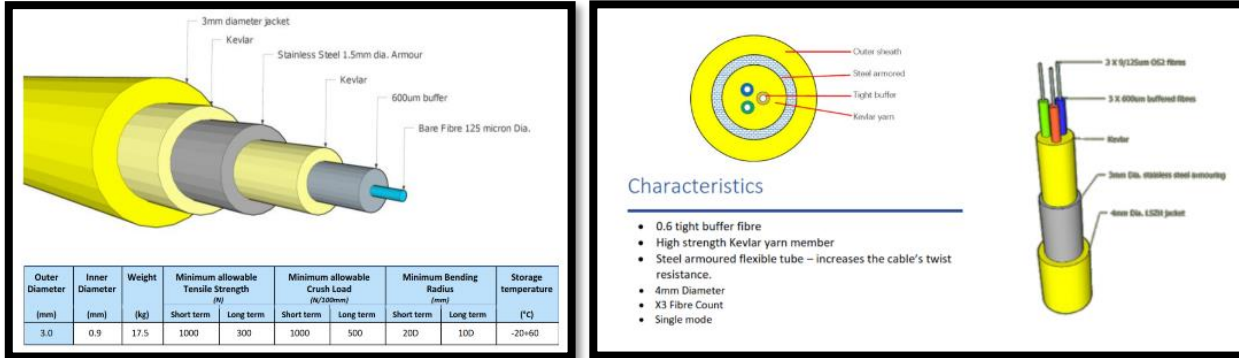 3mm diameter jacket
Kevlar
Stainless Steel 1.5mm dia. Armour
Kevlar
600um buffer
Bare Fibre 125 micron Dia.
Outer Diameter Inner Diameter Weight Minimum allowable Tensile Strength (N) Minimum allowable Crush Load (N/100mm) Minimum Bending Radius (mm) Storage temperature
(mm) (mm) (kg) Short term Long term Short term Long term Short term Long term (°C)
3.0 0.9 17.5 1000 300 1000 500 20D 10D -20+60
Outer sheath
Steel armored
Tight buffer
Kevlar yarn
3 X 9/125um OS2 fibres
3 X 600um buffered fibres
Kevlar
3mm Dia. stainless steel armouring
4mm Dia. LSZH jacket
Characteristics
• 0.6 tight buffer fibre
• High strength Kevlar yarn member
• Steel armoured flexible tube – increases the cable's twist
resistance.
• 4mm Diameter
• X3 Fibre Count
• Single mode